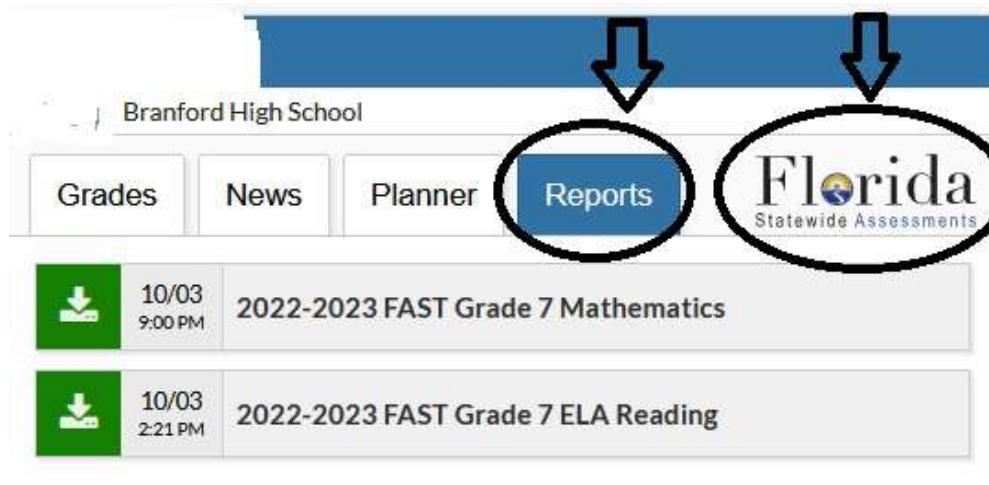 Branford High School
Grades News Planner Reports Florida
Statewide Assessments
10/03
9:00 PM
2022-2023 FAST Grade 7 Mathematics
10/03
2:21 PM
2022-2023 FAST Grade 7 ELA Reading